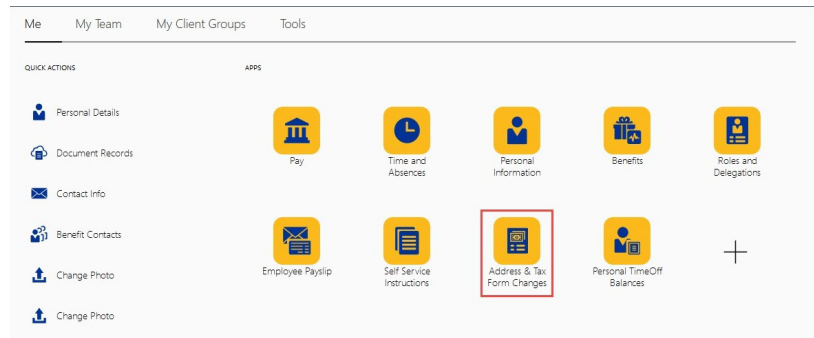 Me My Team My Client Groups Tools
QUICK ACTIONS
APPS
Personal Details
Document Records
Contact Info
Benefit Contacts
Change Photo
Change Photo
Pay
Time and
Absences
Personal
Information
Benefits
Roles and
Delegations
Employee Payslip
Self Service
Instructions
Address & Tax
Form Changes
Personal TimeOff
Balances